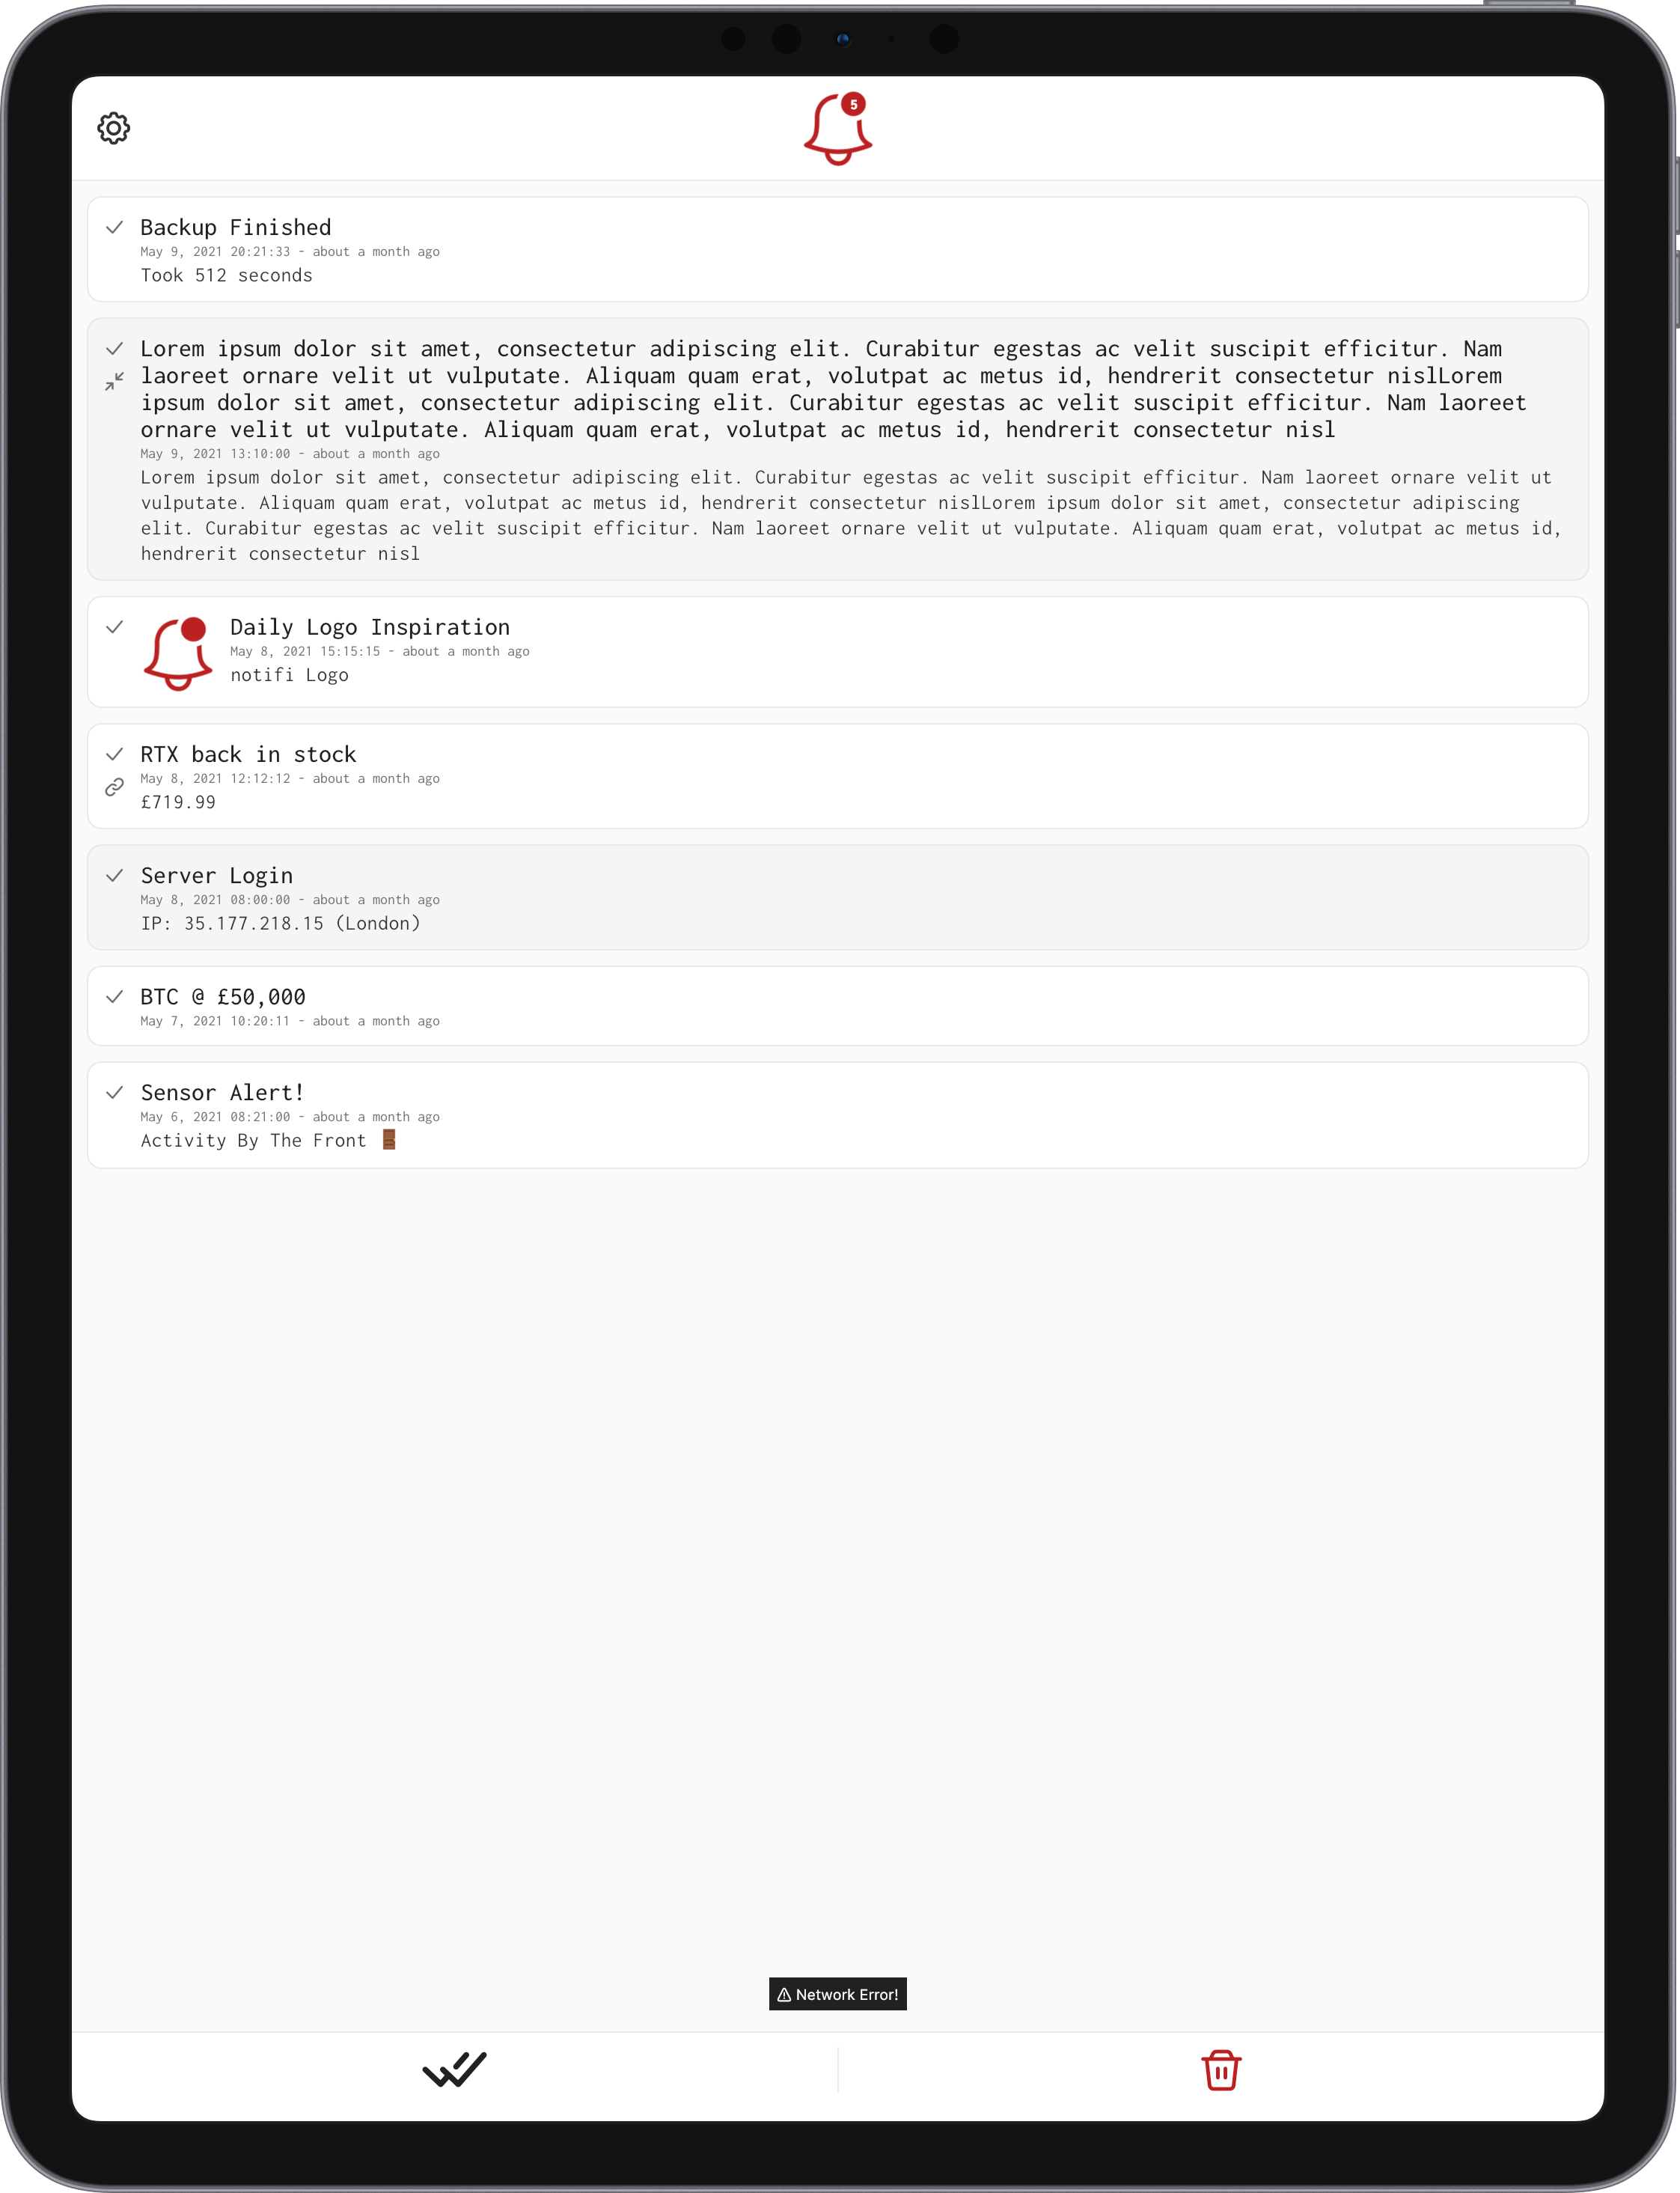 5
Backup Finished
May 9, 2021 20:21:33 - about a month ago
Took 512 seconds
Lorem ipsum dolor sit amet, consectetur adipiscing elit. Curabitur egestas ac velit suscipit efficitur. Nam
laoreet ornare velit ut vulputate. Aliquam quam erat, volutpat ac metus id, hendrerit consectetur nislLorem
ipsum dolor sit amet, consectetur adipiscing elit. Curabitur egestas ac velit suscipit efficitur. Nam laoreet
ornare velit ut vulputate. Aliquam quam erat, volutpat ac metus id, hendrerit consectetur nisl
May 9, 2021 13:10:00 - about a month ago
Lorem ipsum dolor sit amet, consectetur adipiscing elit. Curabitur egestas ac velit suscipit efficitur. Nam laoreet ornare velit ut
vulputate. Aliquam quam erat, volutpat ac metus id, hendrerit consectetur nislLorem ipsum dolor sit amet, consectetur adipiscing
elit. Curabitur egestas ac velit suscipit efficitur. Nam laoreet ornare velit ut vulputate. Aliquam quam erat, volutpat ac metus id,
hendrerit consectetur nisl
Daily Logo Inspiration
May 8, 2021 15:15:15 - about a month ago
notifi Logo
RTX back in stock
May 8, 2021 12:12:12 - about a month ago
£719.99
Server Login
May 8, 2021 08:00:00 - about a month ago
IP: 35.177.218.15 (London)
BTC @ £50,000
May 7, 2021 10:20:11 - about a month ago
Sensor Alert!
May 6, 2021 08:21:00 - about a month ago
Activity By The Front 🚪
Network Error!